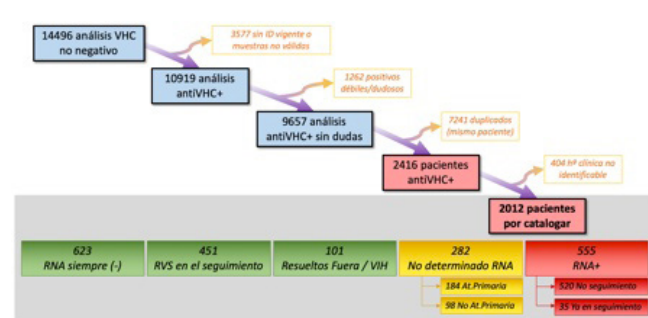 14496 análisis VHC
no negativo
3577 sin ID vigente o
muestras no válidas
10919 análisis
antiVHC+
1262 positivos
débiles/dudosos
9657 análisis
antiVHC+ sin dudas
7241 duplicados
(mismo paciente)
2416 pacientes
antiVHC+
404 hª clínica no
identificable
2012 pacientes
por catalogar
623
RNA siempre (-)
451
RVS en el seguimiento
101
Resueltos Fuera / VIH
282
No determinado RNA
184 At.Primaria
98 No At.Primaria
555
RNA+
520 No seguimiento
35 Ya en seguimiento